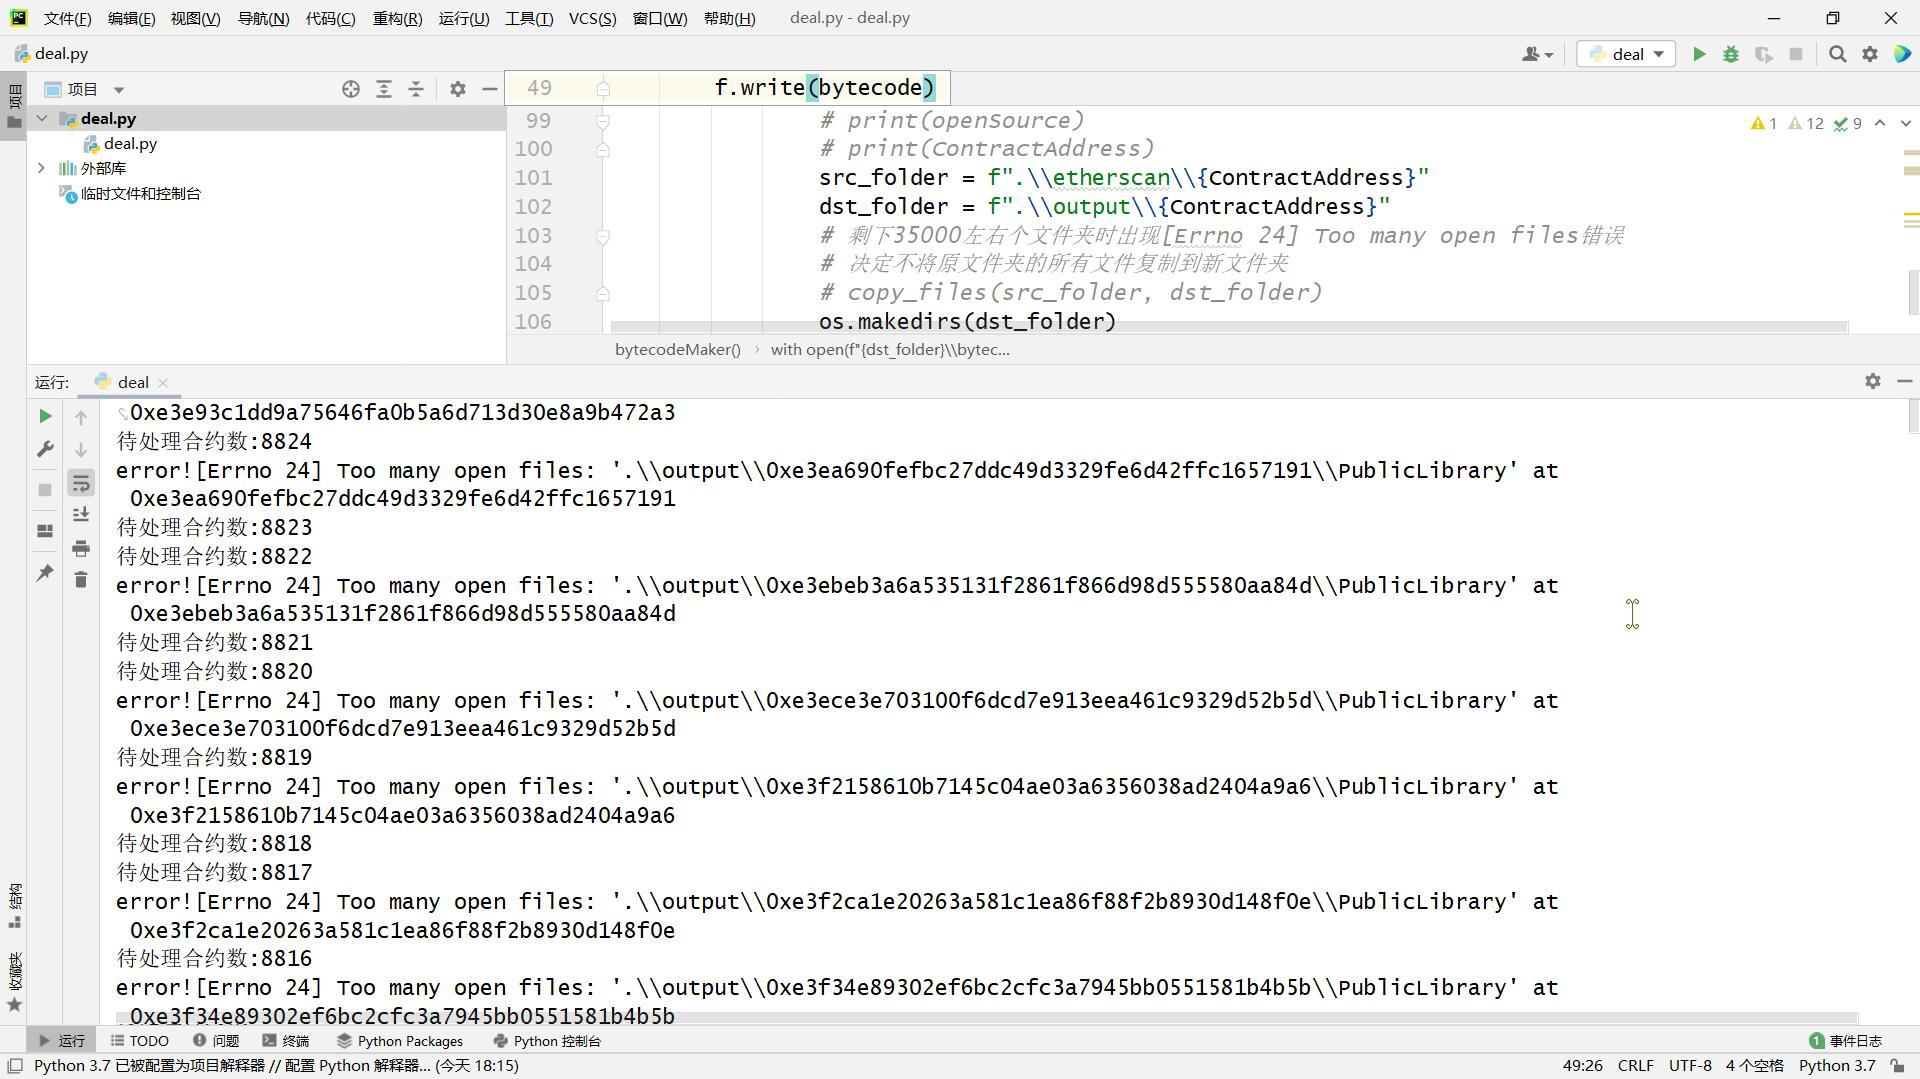 文件(F) 编辑(E) 视图(V) 导航(N) 代码(C) 重构(R) 运行(U) 工具(T) VCS(S) 窗口(W) 帮助(H) deal.py - deal.py
deal.py
deal
项目
项目
deal.py
deal.py
外部库
临时文件和控制台
49 f.write(bytecode)
99 # print(openSource)
100 # print(ContractAddress)
101 src_folder = f".\\etherscan\\{ContractAddress}"
102 dst_folder = f".\\output\\{ContractAddress}"
103 # 剩下35000左右个文件夹时出现[Errno 24] Too many open files错误
104 # 决定不将原文件夹的所有文件复制到新文件夹
105 # copy_files(src_folder, dst_folder)
106 os.makedirs(dst_folder)
1 12 9
bytecodeMaker() › with open(f"{dst_folder}\\bytec...
运行: deal
0xe3e93c1dd9a75646fa0b5a6d713d30e8a9b472a3
待处理合约数:8824
error![Errno 24] Too many open files: '.\\output\\0xe3ea690fefbc27ddc49d3329fe6d42ffc1657191\\PublicLibrary' at
0xe3ea690fefbc27ddc49d3329fe6d42ffc1657191
待处理合约数:8823
待处理合约数:8822
error![Errno 24] Too many open files: '.\\output\\0xe3ebeb3a6a535131f2861f866d98d555580aa84d\\PublicLibrary' at
0xe3ebeb3a6a535131f2861f866d98d555580aa84d
待处理合约数:8821
待处理合约数:8820
error![Errno 24] Too many open files: '.\\output\\0xe3ece3e703100f6dcd7e913eea461c9329d52b5d\\PublicLibrary' at
0xe3ece3e703100f6dcd7e913eea461c9329d52b5d
待处理合约数:8819
error![Errno 24] Too many open files: '.\\output\\0xe3f2158610b7145c04ae03a6356038ad2404a9a6\\PublicLibrary' at
0xe3f2158610b7145c04ae03a6356038ad2404a9a6
待处理合约数:8818
待处理合约数:8817
error![Errno 24] Too many open files: '.\\output\\0xe3f2ca1e20263a581c1ea86f88f2b8930d148f0e\\PublicLibrary' at
0xe3f2ca1e20263a581c1ea86f88f2b8930d148f0e
待处理合约数:8816
error![Errno 24] Too many open files: '.\\output\\0xe3f34e89302ef6bc2cfc3a7945bb0551581b4b5b\\PublicLibrary' at
0xe3f34e89302ef6bc2cfc3a7945bb0551581b4b5b
结构
收藏夹
运行 TODO 问题 终端 Python Packages Python 控制台 1 事件日志
Python 3.7 已被配置为项目解释器 // 配置 Python 解释器... (今天 18:15) 49:26 CRLF UTF-8 4 个空格 Python 3.7